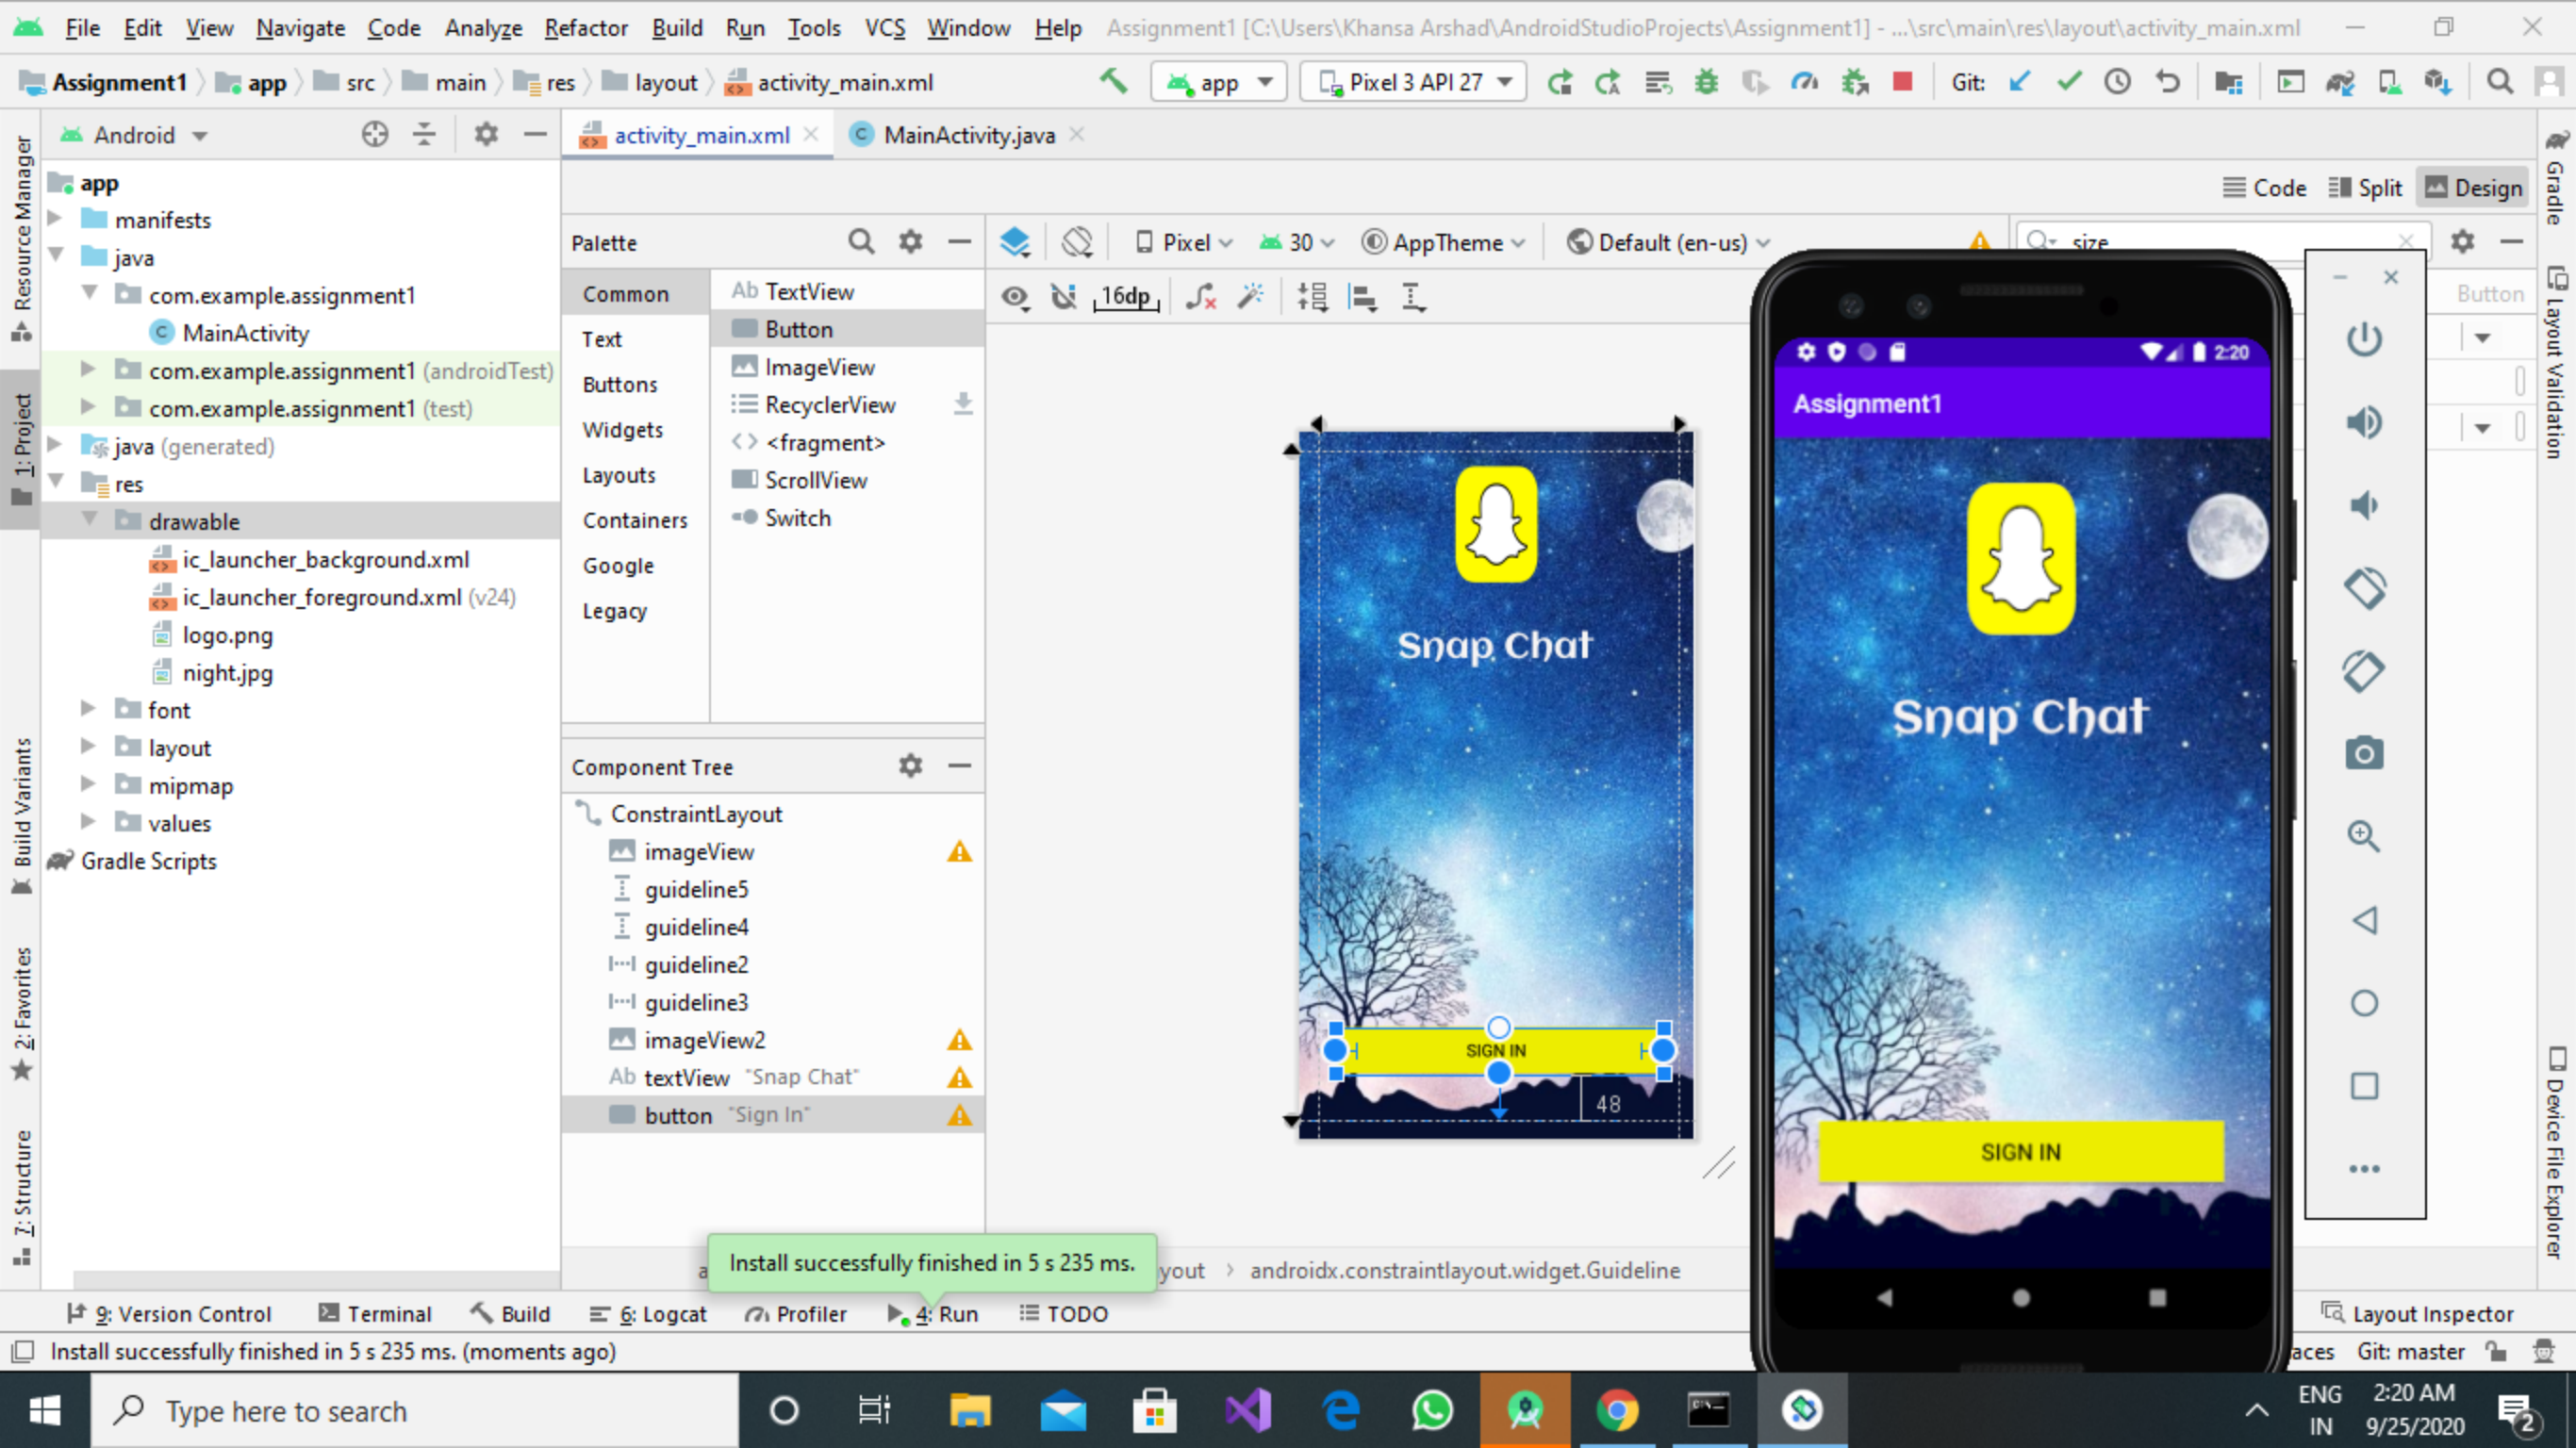 File Edit View Navigate Code Analyze Refactor Build Run Tools VCS Window Help Assignment1 [C:\Users\Khansa Arshad\AndroidStudioProjects\Assignment1] - ...\src\main\res\layout\activity_main.xml
Assignment1 app src main res layout activity_main.xml app Pixel 3 API 27 Git:
Android
activity_main.xml MainActivity.java
Code Split Design
Resource Manager
1: Project
Build Variants
2: Favorites
7: Structure
app
manifests
java
com.example.assignment1
MainActivity
com.example.assignment1 (androidTest)
com.example.assignment1 (test)
java (generated)
res
drawable
ic_launcher_background.xml
ic_launcher_foreground.xml (v24)
logo.png
night.jpg
font
layout
mipmap
values
Gradle Scripts
Palette
Common
Text
Buttons
Widgets
Layouts
Containers
Google
Legacy
Ab TextView
Button
ImageView
RecyclerView
<fragment>
ScrollView
Switch
Component Tree
ConstraintLayout
imageView
guideline5
guideline4
guideline2
guideline3
imageView2
Ab textView "Snap Chat"
button "Sign In"
Pixel 30 AppTheme Default (en-us)
16dp
size
Button
Snap Chat
SIGN IN
48
2:20
Assignment1
Snap Chat
SIGN IN
Gradle
Layout Validation
Device File Explorer
Install successfully finished in 5 s 235 ms.
yout androidx.constraintlayout.widget.Guideline
9: Version Control Terminal Build 6: Logcat Profiler 4: Run TODO Layout Inspector
Install successfully finished in 5 s 235 ms. (moments ago) aces Git: master
Type here to search
ENG
IN
2:20 AM
9/25/2020
2